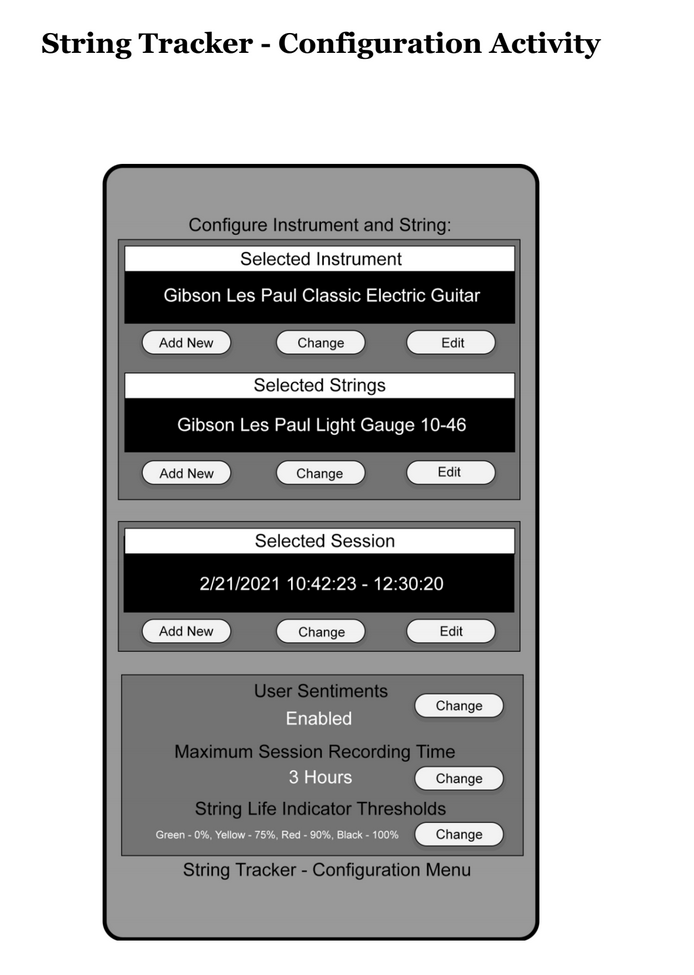 String Tracker - Configuration Activity
Configure Instrument and String:
Selected Instrument
Gibson Les Paul Classic Electric Guitar
Add New Change Edit
Selected Strings
Gibson Les Paul Light Gauge 10-46
Add New Change Edit
Selected Session
2/21/2021 10:42:23 - 12:30:20
Add New Change Edit
User Sentiments
Enabled
Change
Maximum Session Recording Time
3 Hours
Change
String Life Indicator Thresholds
Green - 0%, Yellow - 75%, Red - 90%, Black - 100%
Change
String Tracker - Configuration Menu